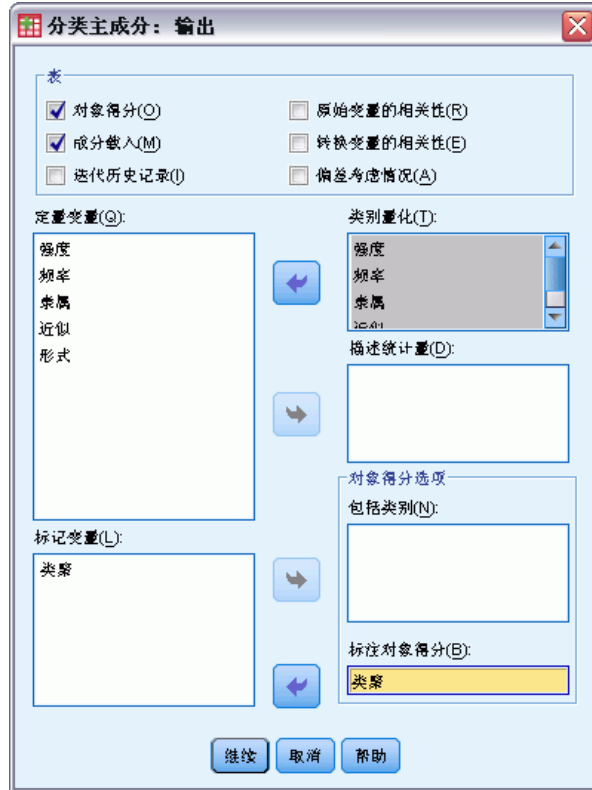 分类主成分：输出
表
对象得分(O)
原始变量的相关性(R)
成分载入(M)
转换变量的相关性(E)
迭代历史记录(I)
偏差考虑情况(A)
定量变量(Q):
强度
频率
隶属
近似
形式
类别量化(T):
强度
频率
隶属
近似
描述统计量(D):
对象得分选项
包括类别(N):
标记变量(L):
类聚
标注对象得分(B):
类聚
继续
取消
帮助